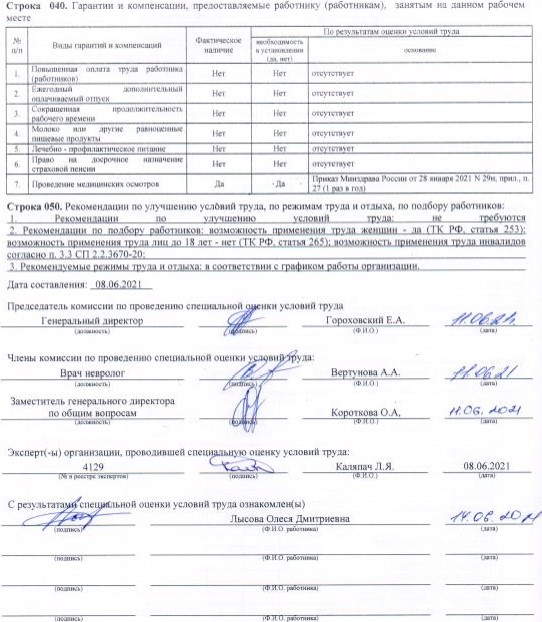 Строка 040. Гарантии и компенсации, предоставляемые работнику (работникам), занятым на данном рабочем
месте
№ п/п Виды гарантий и компенсаций Фактическое наличие По результатам оценки условий труда
необходимость в установлении (да, нет) основание
1. Повышенная оплата труда работника (работников) Нет Нет отсутствует
2. Ежегодный дополнительный оплачиваемый отпуск Нет Нет отсутствует
3. Сокращенная продолжительность рабочего времени Нет Нет отсутствует
4. Молоко или другие равноценные пищевые продукты Нет Нет отсутствует
5. Лечебно - профилактическое питание Нет Нет отсутствует
6. Право на досрочное назначение страховой пенсии Нет Нет отсутствует
7. Проведение медицинских осмотров Да Да Приказ Минздрава России от 28 января 2021 N 29н, прил., п. 27 (1 раз в год)
Строка 050. Рекомендации по улучшению условий труда, по режимам труда и отдыха, по подбору работников:
1. Рекомендации по улучшению условий труда: не требуются
2. Рекомендации по подбору работников: возможность применения труда женщин - да (ТК РФ, статья 253);
возможность применения труда лиц до 18 лет - нет (ТК РФ, статья 265); возможность применения труда инвалидов
согласно п. 3.3 СП 2.2.3670-20;
3. Рекомендуемые режимы труда и отдыха: в соответствии с графиком работы организации.
Дата составления: 08.06.2021
Председатель комиссии по проведению специальной оценки условий труда
Генеральный директор Гороховский Е.А. 11.06.21
(должность) (подпись) (Ф.И.О.) (дата)
Члены комиссии по проведению специальной оценки условий труда:
Врач невролог Вертунова А.А. 11.06.21
(должность) (подпись) (Ф.И.О.) (дата)
Заместитель генерального директора
по общим вопросам Короткова О.А, 11.06.2021
(должность) (подпись) (Ф.И.О.) (дата)
Эксперт(-ы) организации, проводившей специальную оценку условий труда:
4129 Каляпач Л.Я. 08.06.2021
(№ в реестре экспертов) (подпись) (Ф.И.О.) (дата)
С результатами специальной оценки условий труда ознакомлен(ы)
Лысова Олеся Дмитриевна 14.06.2021
(подпись) (Ф.И.О. работника) (дата)
(подпись) (Ф.И.О. работника) (дата)
(подпись) (Ф.И.О. работника) (дата)
(подпись) (Ф.И.О. работника) (дата)